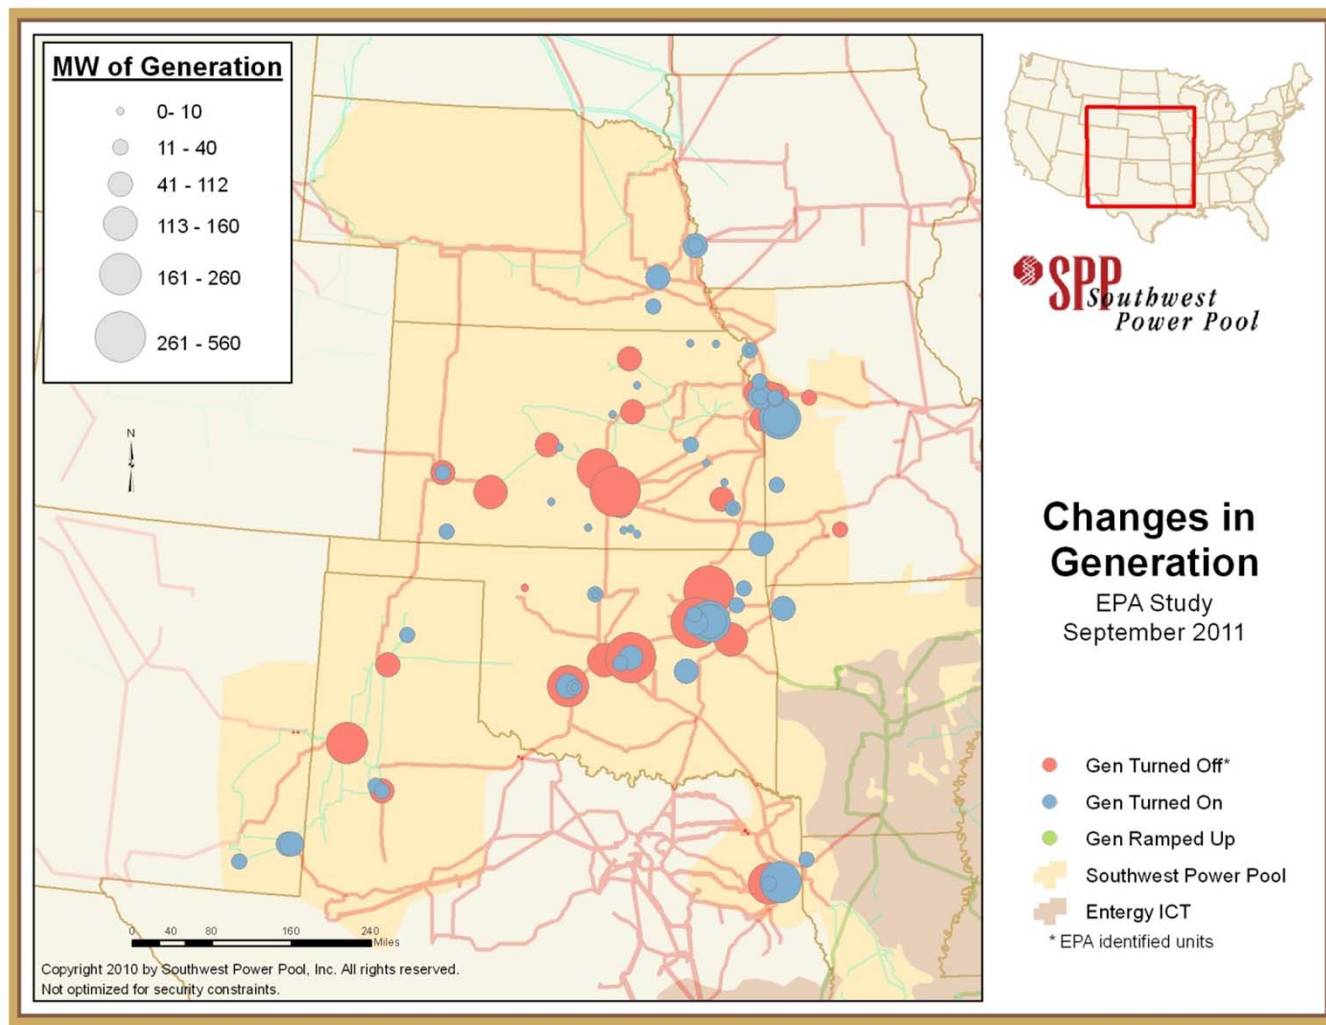 MW of Generation
0- 10
11 - 40
41 - 112
113 - 160
161 - 260
261 - 560
N
0 40 80 160 240
Miles
Copyright 2010 by Southwest Power Pool, Inc. All rights reserved.
Not optimized for security constraints.
SPP
Southwest
Power Pool
Changes in
Generation
EPA Study
September 2011
Gen Turned Off*
Gen Turned On
Gen Ramped Up
Southwest Power Pool
Entergy ICT
* EPA identified units